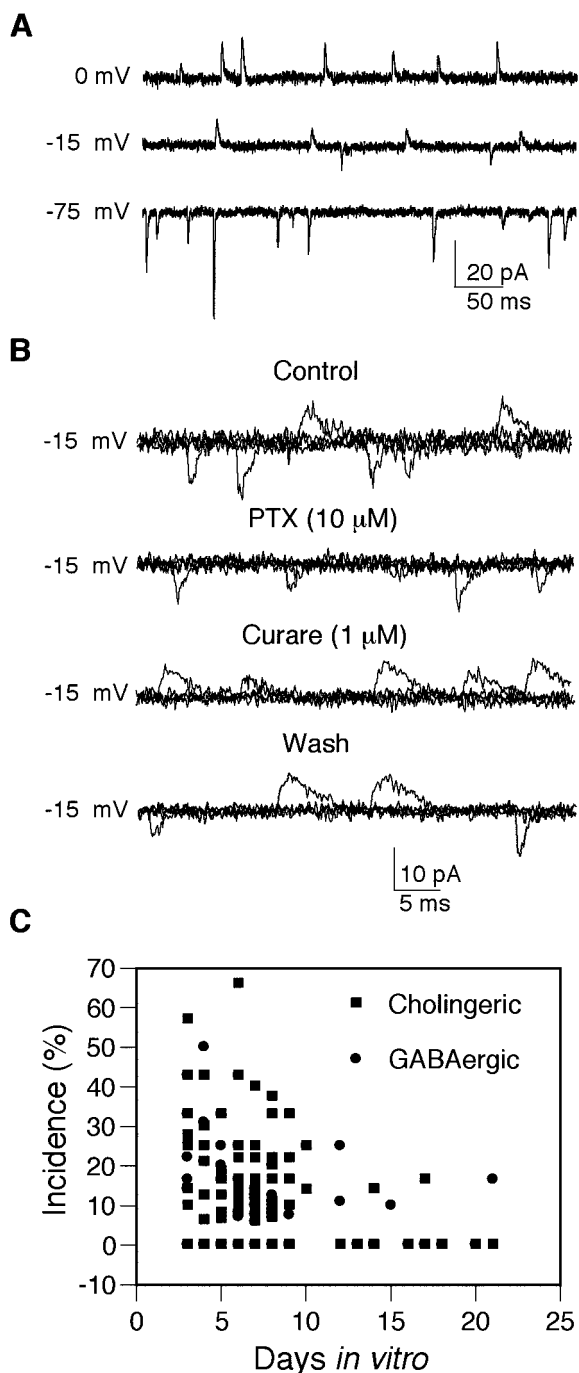 A
0 mV
-15 mV
-75 mV
20 pA
50 ms
B
Control
-15 mV
PTX (10 μM)
-15 mV
Curare (1 μM)
-15 mV
Wash
-15 mV
10 pA
5 ms
C
70
60
50
40
30
20
10
0
-10
Incidence (%)
Cholingeric
GABAergic
0 5 10 15 20 25
Days in vitro